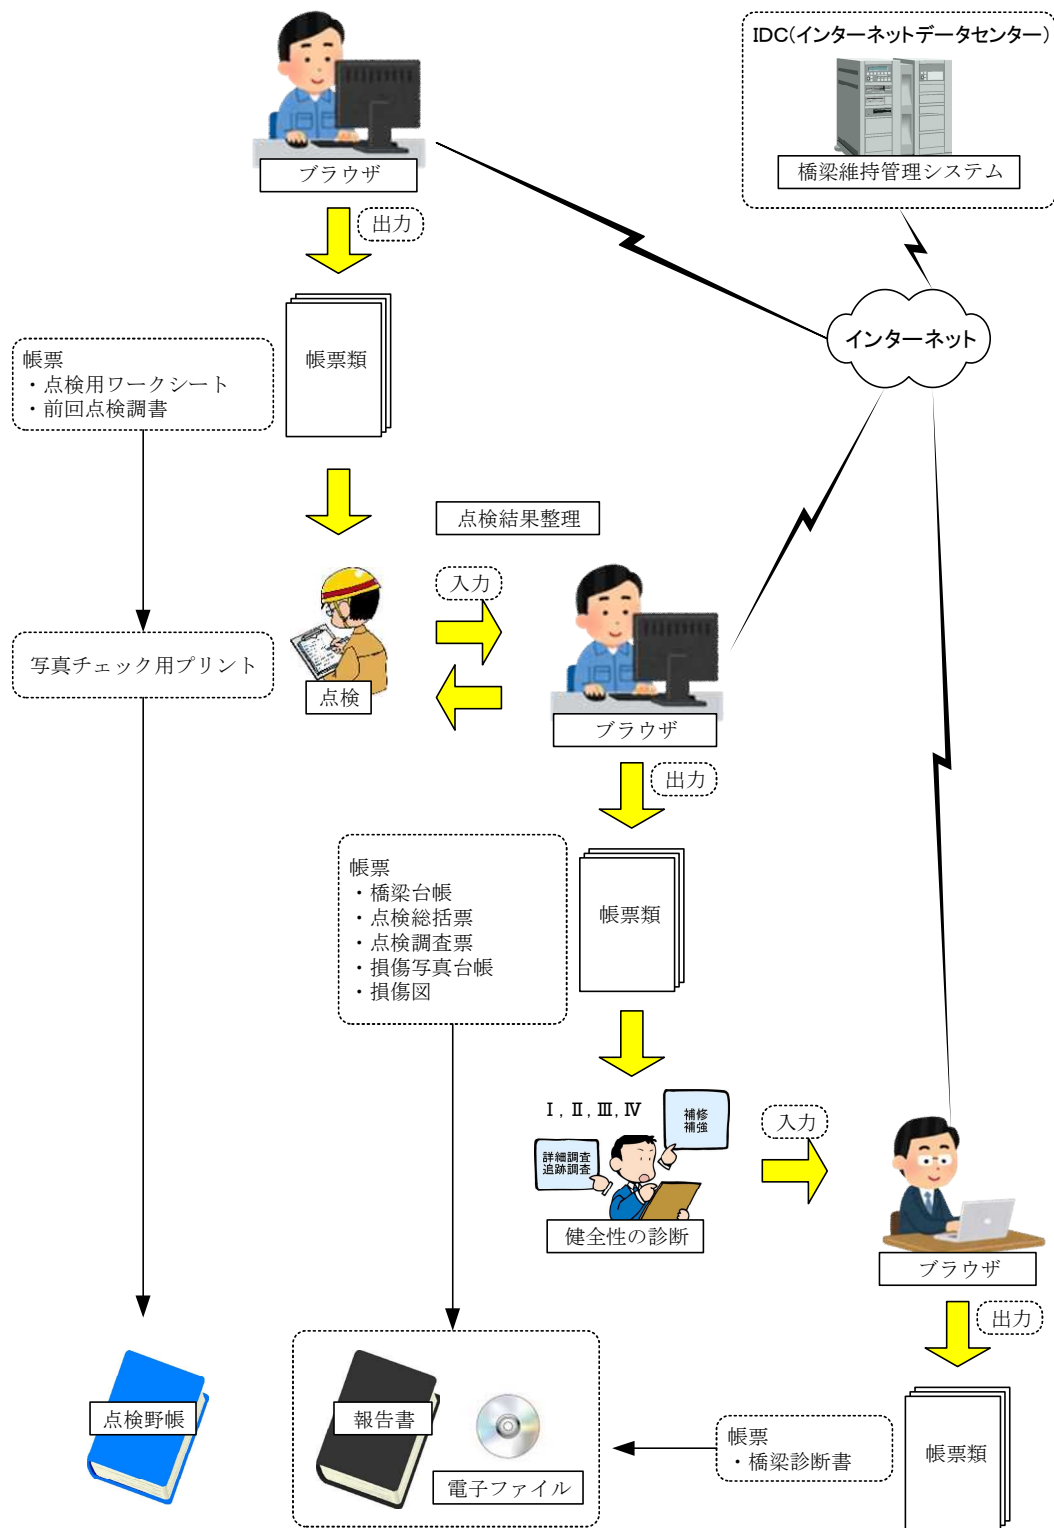 IDC(インターネットデータセンター)
橋梁維持管理システム
ブラウザ
出力
インターネット
帳票類
帳票
・点検用ワークシート
・前回点検調書
点検結果整理
入力
写真チェック用プリント
点検
ブラウザ
出力
帳票
・橋梁台帳
・点検総括票
・点検調査票
・損傷写真台帳
・損傷図
帳票類
Ⅰ, Ⅱ, Ⅲ, Ⅳ
補修
補強
詳細調査
追跡調査
入力
健全性の診断
ブラウザ
出力
点検野帳
報告書
電子ファイル
帳票
・橋梁診断書
帳票類